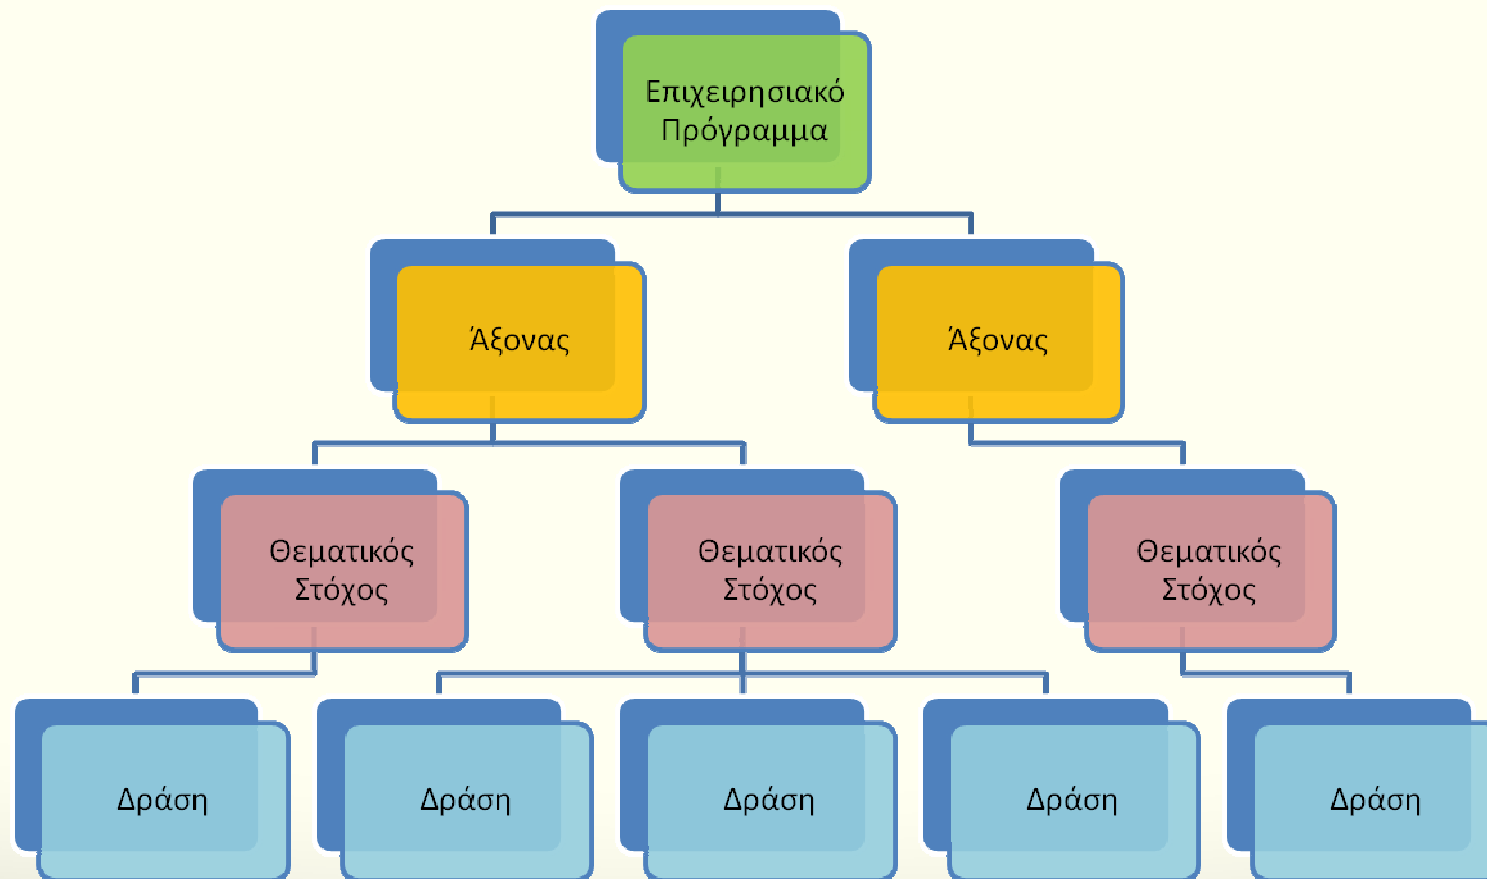 Επιχειρησιακό
Πρόγραμμα
Άξονας
Άξονας
Θεματικός
Στόχος
Θεματικός
Στόχος
Θεματικός
Στόχος
Δράση
Δράση
Δράση
Δράση
Δράση